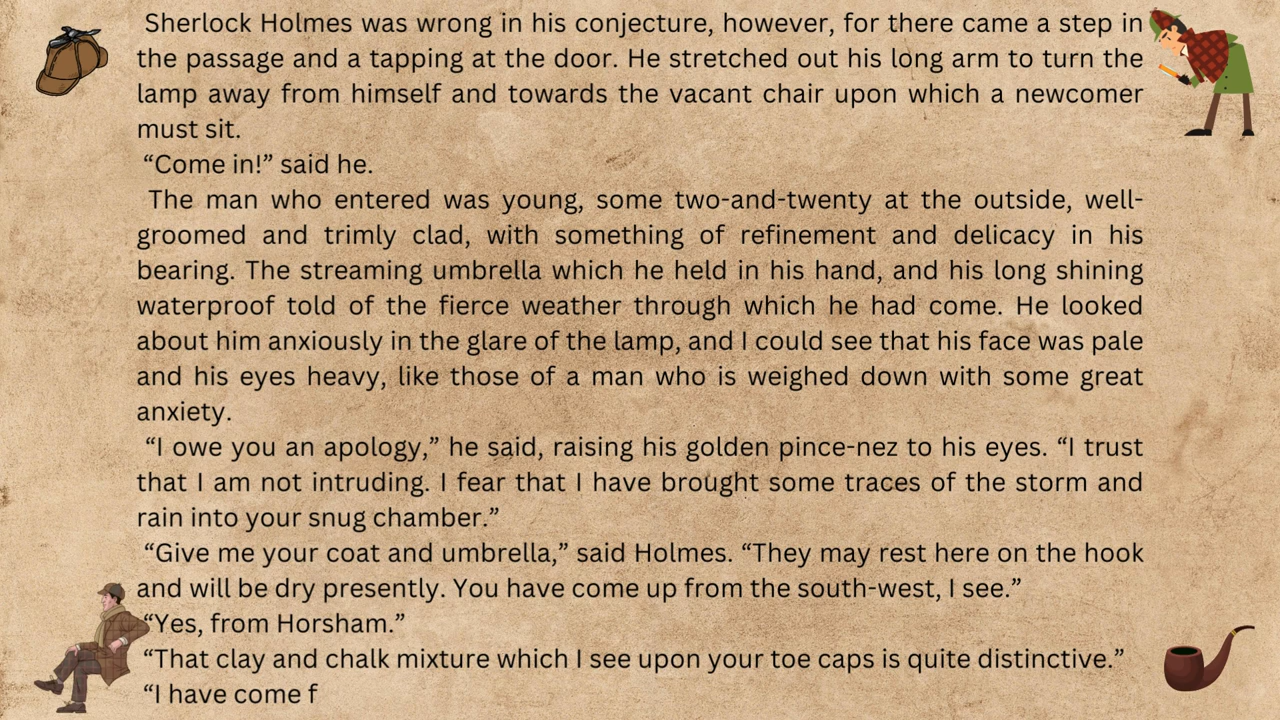 Sherlock Holmes was wrong in his conjecture, however, for there came a step in
the passage and a tapping at the door. He stretched out his long arm to turn the
lamp away from himself and towards the vacant chair upon which a newcomer
must sit.
“Come in!” said he.
The man who entered was young, some two-and-twenty at the outside, well-
groomed and trimly clad, with something of refinement and delicacy in his
bearing. The streaming umbrella which he held in his hand, and his long shining
waterproof told of the fierce weather through which he had come. He looked
about him anxiously in the glare of the lamp, and I could see that his face was pale
and his eyes heavy, like those of a man who is weighed down with some great
anxiety.
“I owe you an apology,” he said, raising his golden pince-nez to his eyes. “I trust
that I am not intruding. I fear that I have brought some traces of the storm and
rain into your snug chamber.”
“Give me your coat and umbrella,” said Holmes. “They may rest here on the hook
and will be dry presently. You have come up from the south-west, I see.”
“Yes, from Horsham.”
“That clay and chalk mixture which I see upon your toe caps is quite distinctive.”
“I have come f